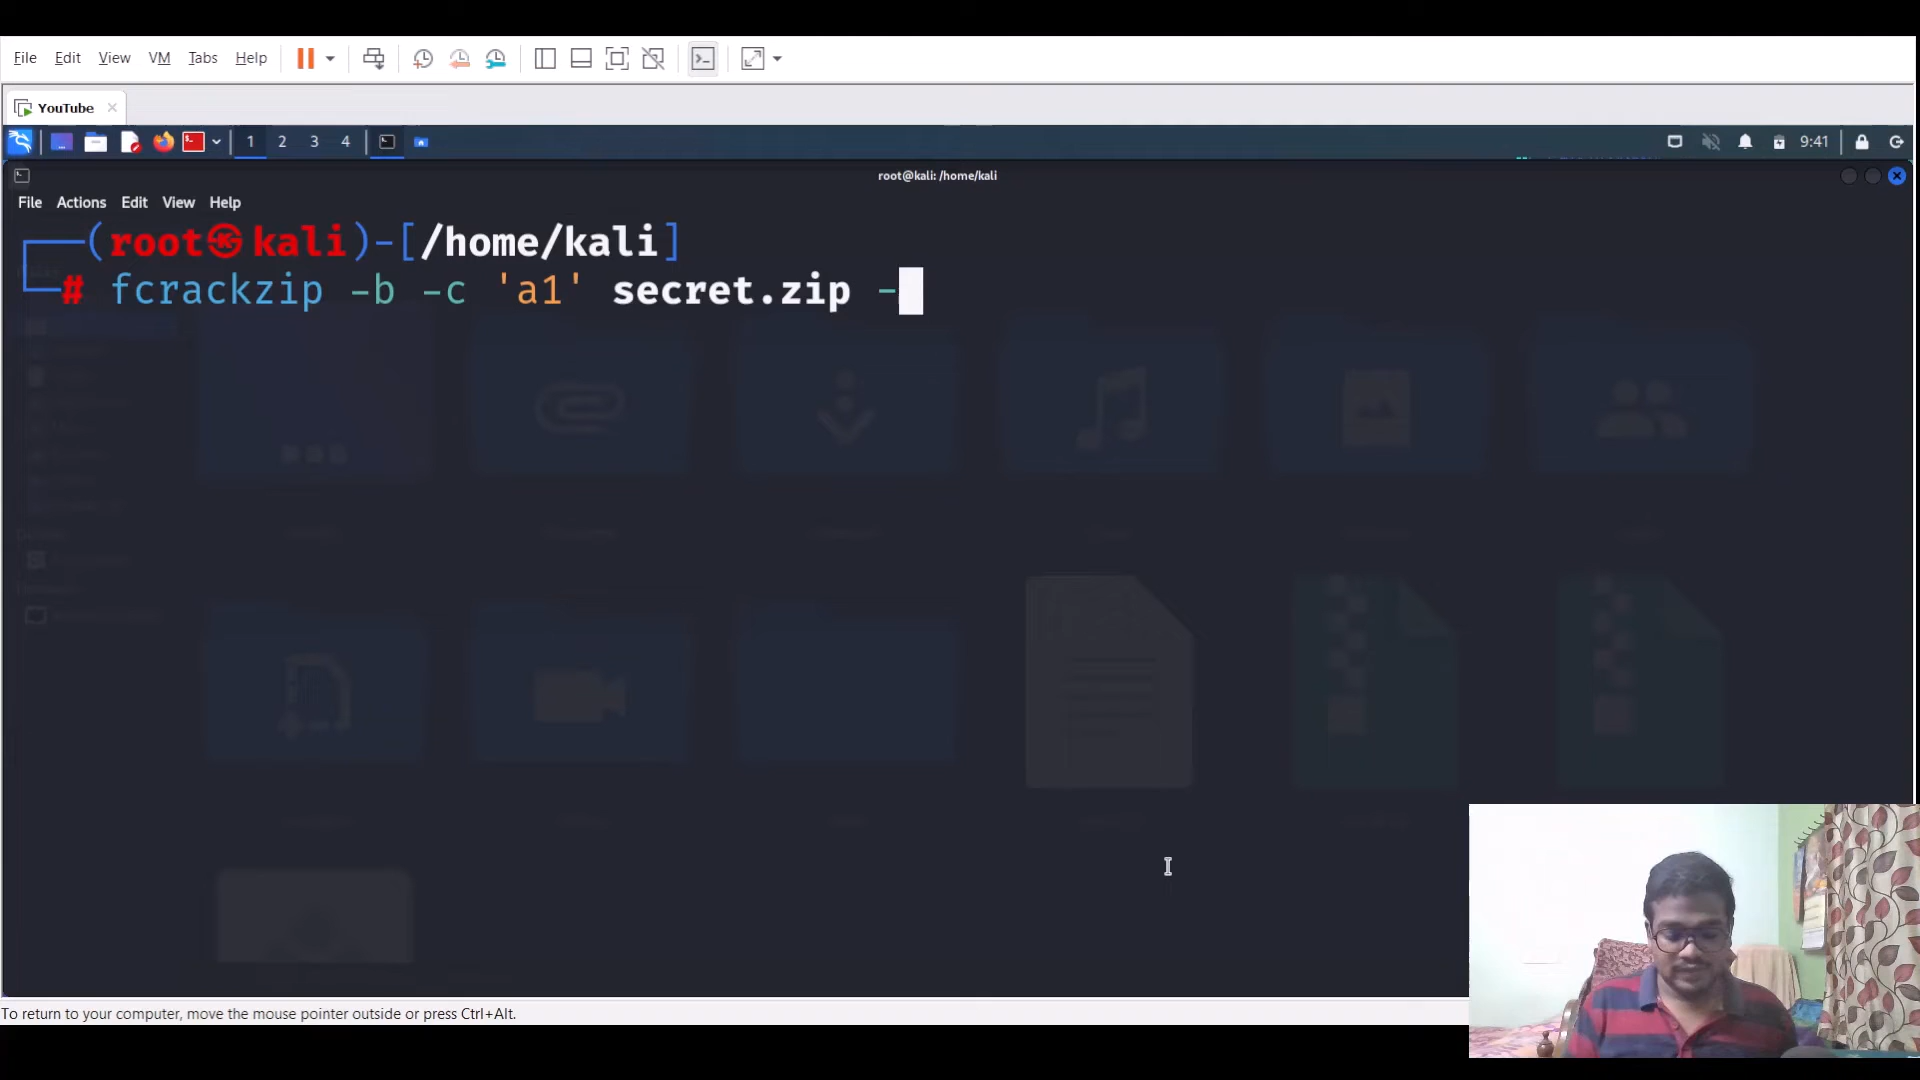 File Edit View VM Tabs Help
YouTube
1 2 3 4 9:41
root@kali: /home/kali
File Actions Edit View Help
(root㉿kali)-[/home/kali]
# fcrackzip -b -c 'a1' secret.zip -
To return to your computer, move the mouse pointer outside or press Ctrl+Alt.